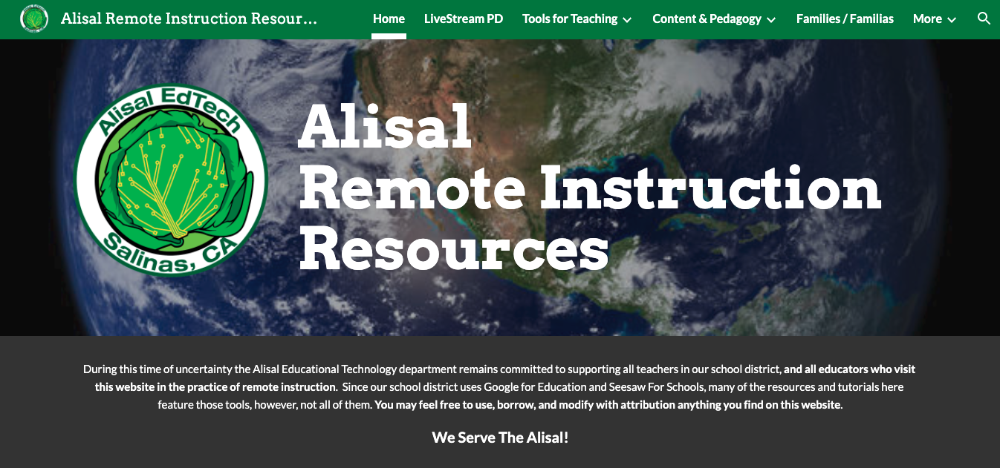 Alisal Remote Instruction Resour...
Home
LiveStream PD
Tools for Teaching
Content & Pedagogy
Families / Familias
More
Alisal EdTech
Salinas, CA
Alisal
Remote Instruction
Resources
During this time of uncertainty the Alisal Educational Technology department remains committed to supporting all teachers in our school district, and all educators who visit
this website in the practice of remote instruction.  Since our school district uses Google for Education and Seesaw For Schools, many of the resources and tutorials here
feature those tools, however, not all of them. You may feel free to use, borrow, and modify with attribution anything you find on this website.
We Serve The Alisal!